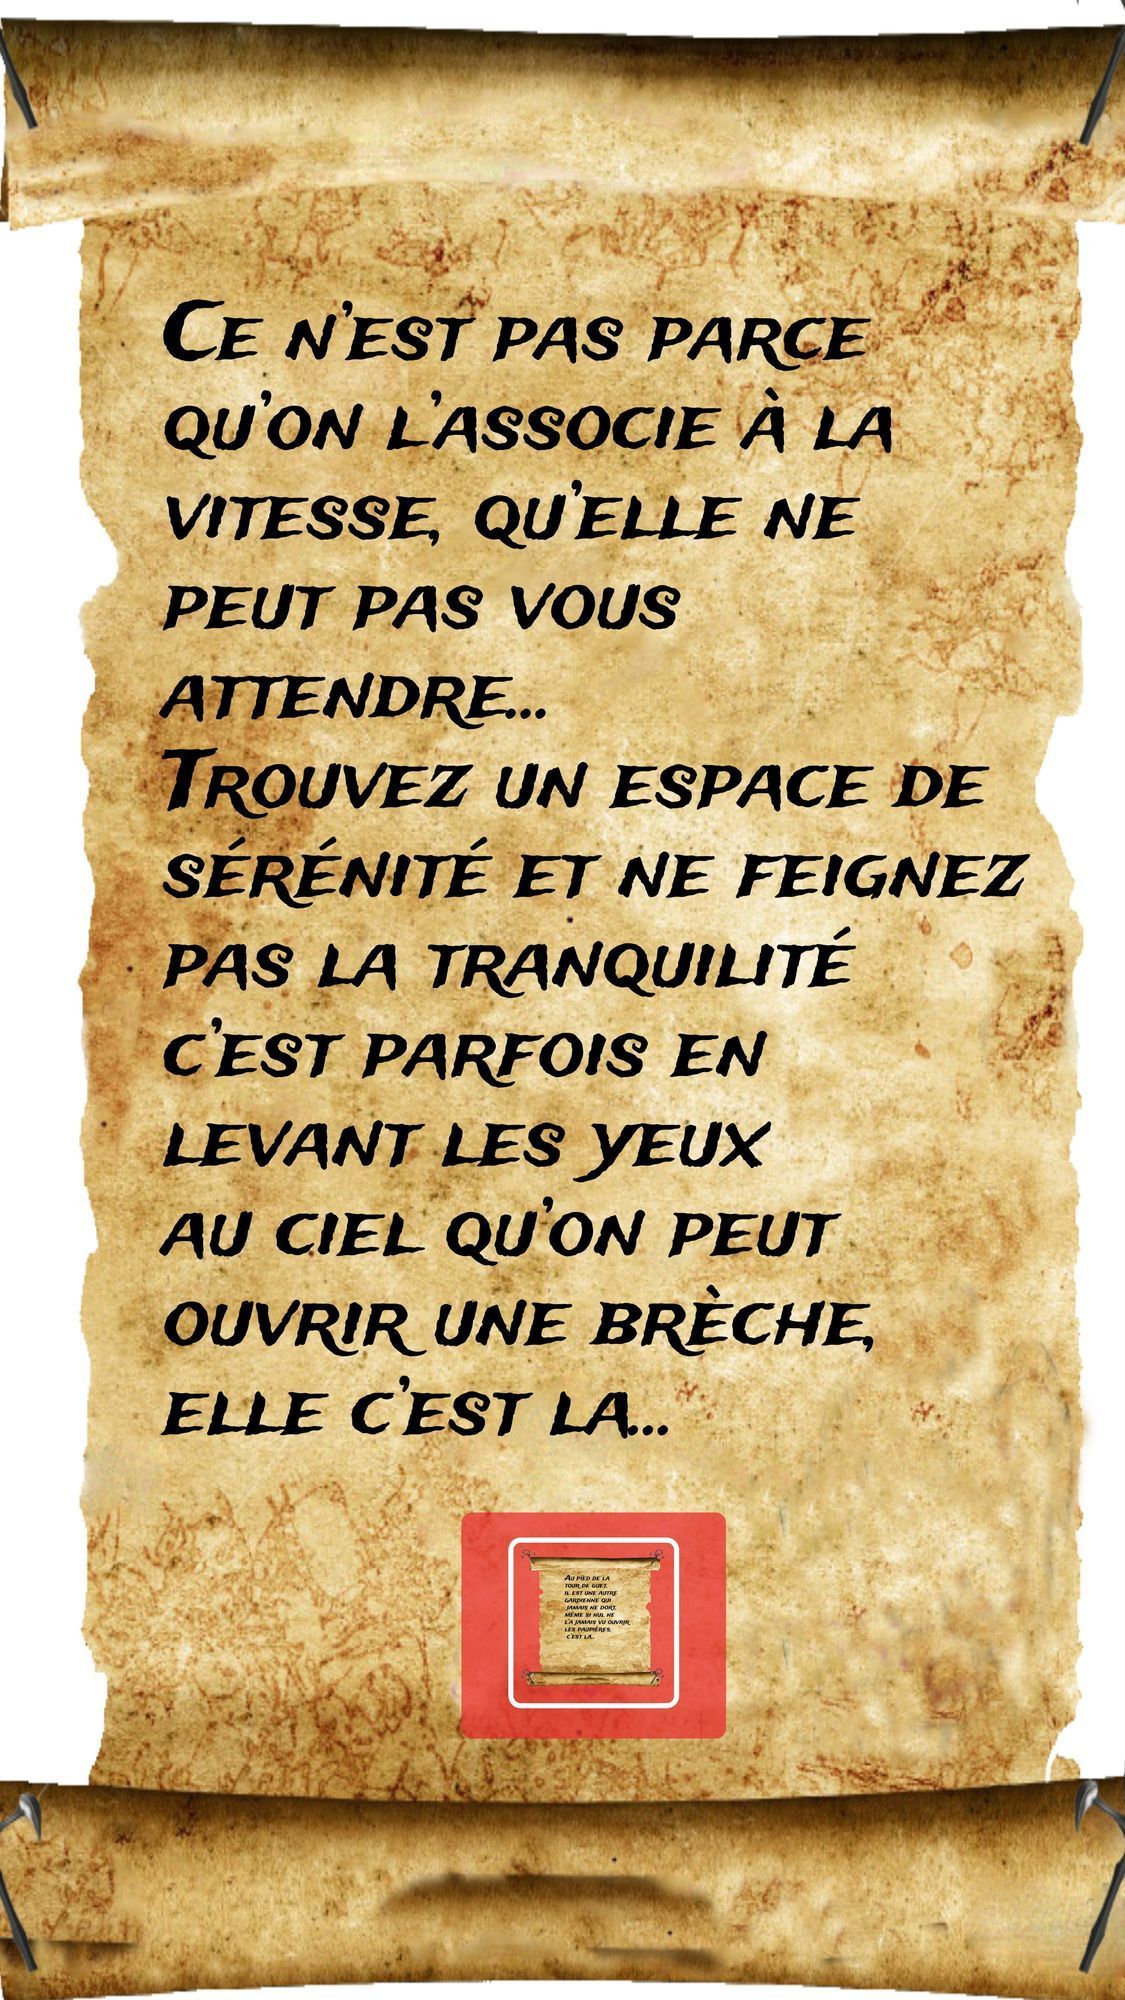 Ce n'est pas parce
qu'on l'associe à la
vitesse, qu'elle ne
peut pas vous
attendre...
Trouvez un espace de
sérénité et ne feignez
pas la tranquilité
c'est parfois en
levant les yeux
au ciel qu'on peut
ouvrir une brèche,
elle c'est la...
Au pied de la
tour de guet,
il est une autre
gardienne qui
jamais ne dort,
même si nul ne
l'a jamais vu ouvrir
les paupières.
c'est la...